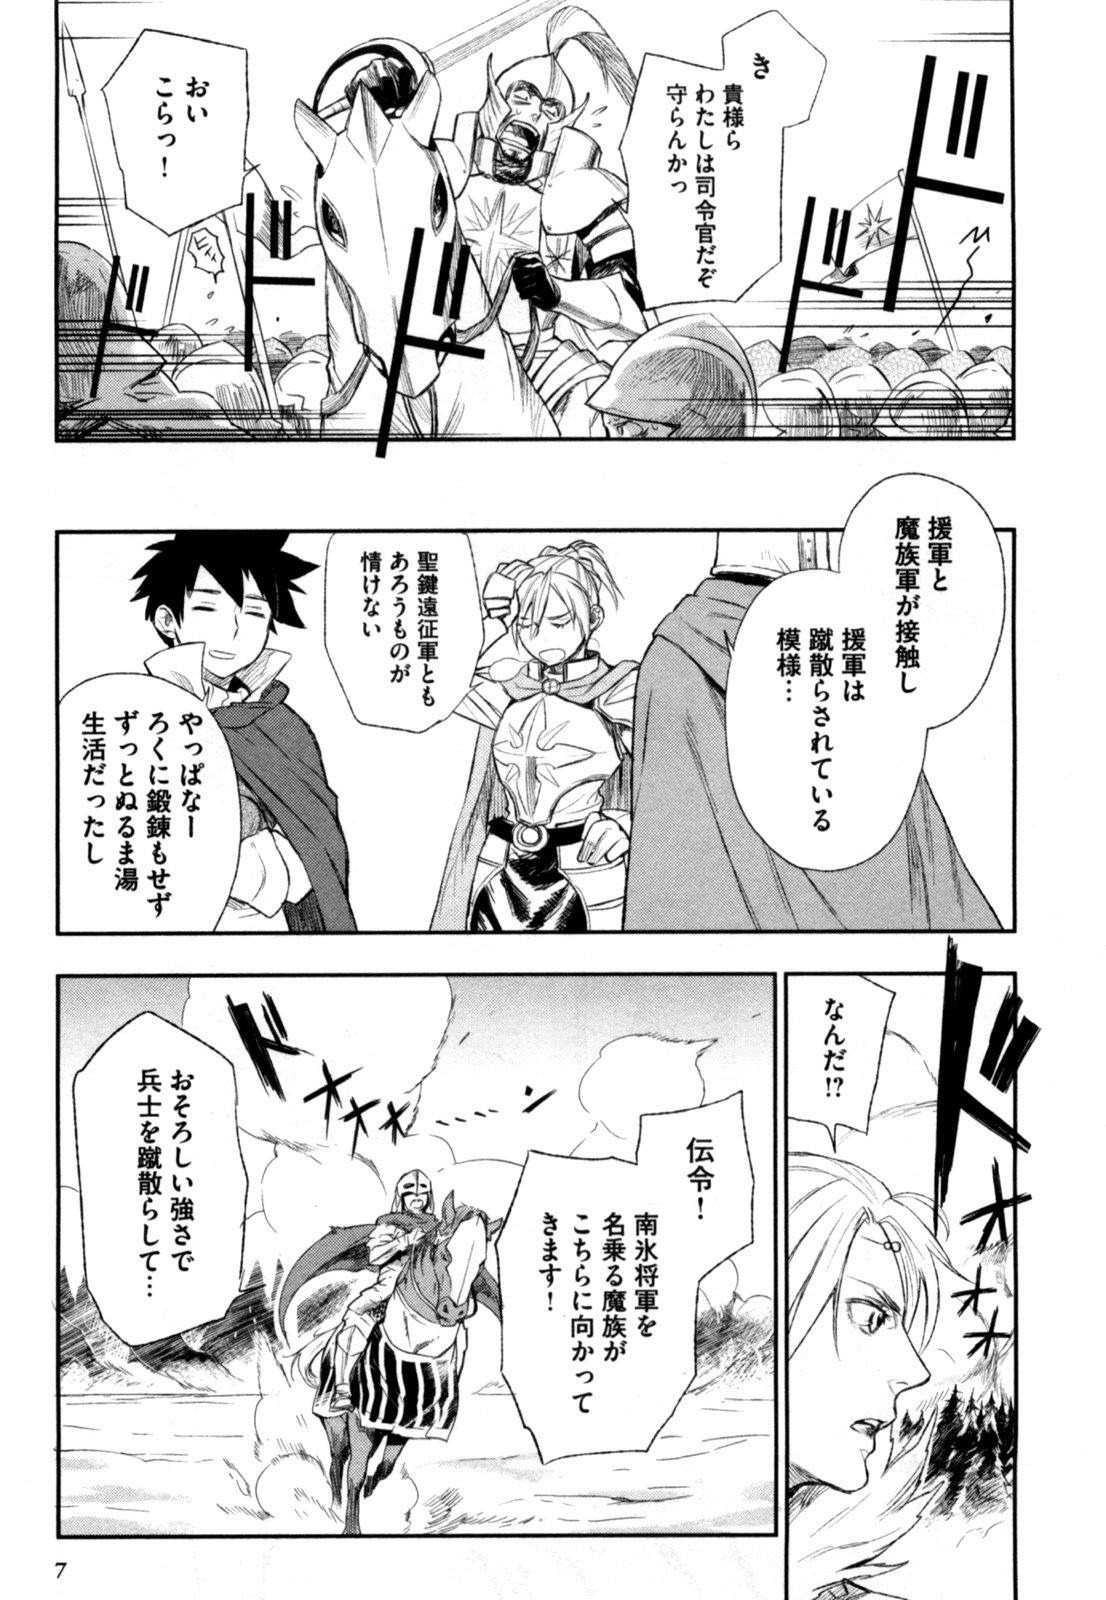 き
貴様ら
わたしは司令官だぞ
守らんかっ
おい
こらっ！
ドドドドド
援軍と
魔族軍が接触し
援軍は
蹴散らされている
模様…
聖鍵遠征軍とも
あろうものが
情けない
やっぱなー
ろくに鍛錬もせず
ずっとぬるま湯
生活だったし
なんだ!?
伝令！
南氷将軍を
名乗る魔族が
こちらに向かって
きます！
おそろしい強さで
兵士を蹴散らして…
7